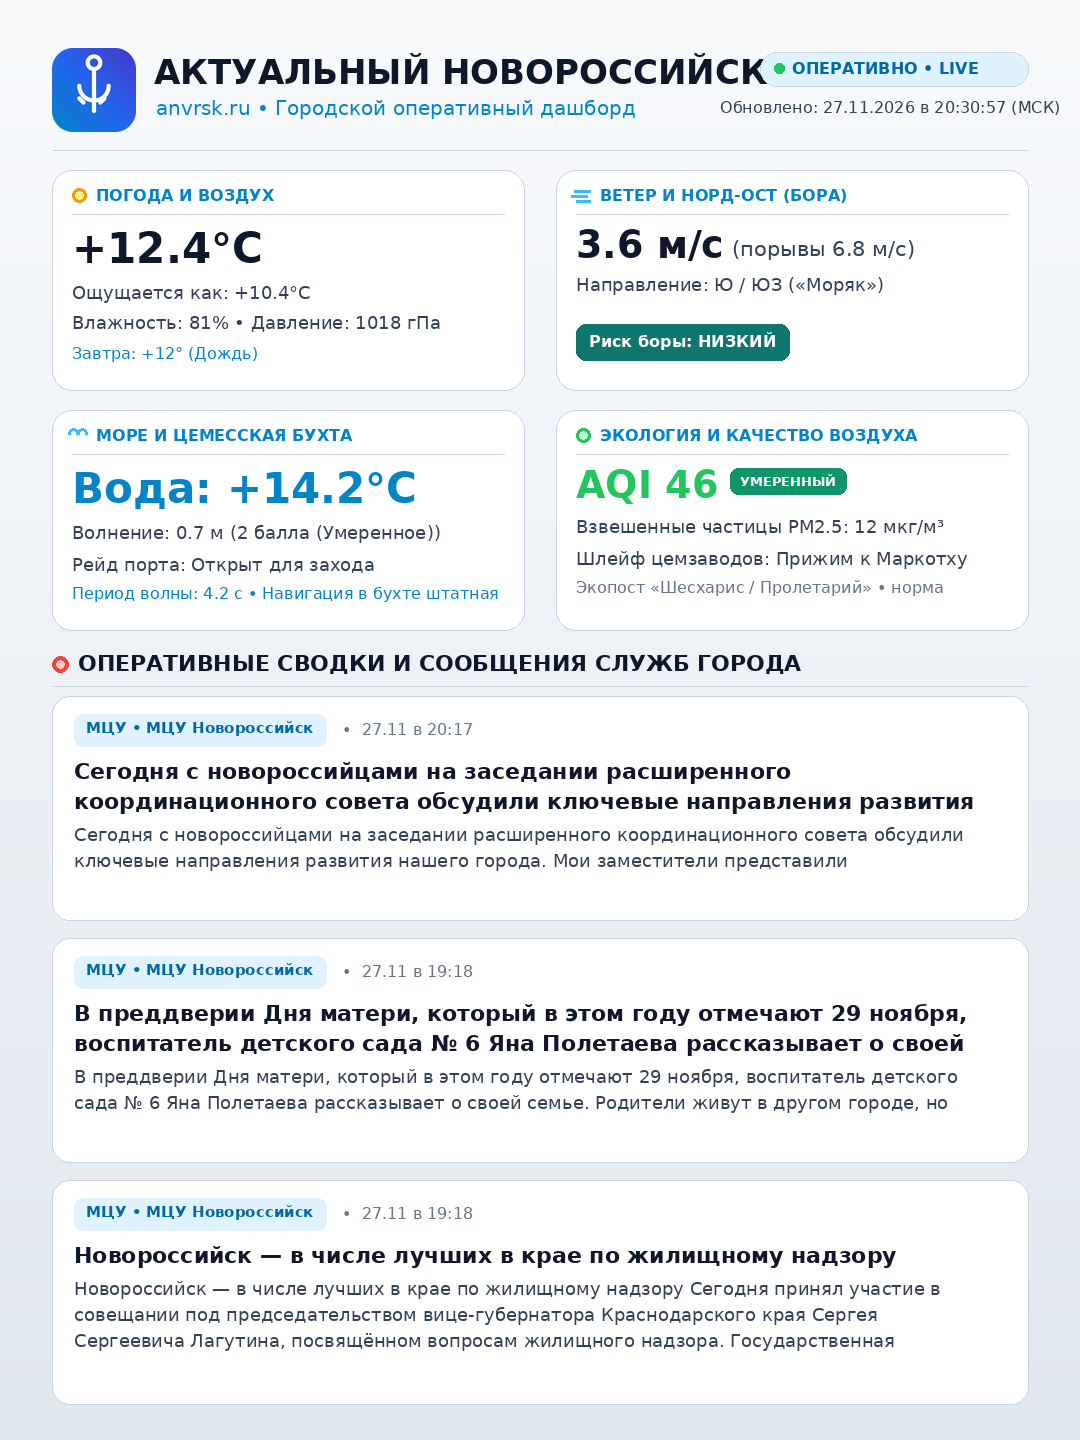 АКТУАЛЬНЫЙ НОВОРОССИЙСК
ОПЕРАТИВНО • LIVE
anvrsk.ru • Городской оперативный дашборд
Обновлено: 27.11.2026 в 20:30:57 (МСК)
ПОГОДА И ВОЗДУХ
+12.4°C
Ощущается как: +10.4°C
Влажность: 81% • Давление: 1018 гПа
Завтра: +12° (Дождь)
ВЕТЕР И НОРД-ОСТ (БОРА)
3.6 м/с (порывы 6.8 м/с)
Направление: Ю / ЮЗ («Моряк»)
Риск боры: НИЗКИЙ
МОРЕ И ЦЕМЕССКАЯ БУХТА
Вода: +14.2°C
Волнение: 0.7 м (2 балла (Умеренное))
Рейд порта: Открыт для захода
Период волны: 4.2 с • Навигация в бухте штатная
ЭКОЛОГИЯ И КАЧЕСТВО ВОЗДУХА
AQI 46 УМЕРЕННЫЙ
Взвешенные частицы PM2.5: 12 мкг/м³
Шлейф цемзаводов: Прижим к Маркотху
Экопост «Шесхарис / Пролетарий» • норма
ОПЕРАТИВНЫЕ СВОДКИ И СООБЩЕНИЯ СЛУЖБ ГОРОДА
МЦУ • МЦУ Новороссийск • 27.11 в 20:17
Сегодня с новороссийцами на заседании расширенного
координационного совета обсудили ключевые направления развития
Сегодня с новороссийцами на заседании расширенного координационного совета обсудили
ключевые направления развития нашего города. Мои заместители представили
МЦУ • МЦУ Новороссийск • 27.11 в 19:18
В преддверии Дня матери, который в этом году отмечают 29 ноября,
воспитатель детского сада № 6 Яна Полетаева рассказывает о своей
В преддверии Дня матери, который в этом году отмечают 29 ноября, воспитатель детского
сада № 6 Яна Полетаева рассказывает о своей семье. Родители живут в другом городе, но
МЦУ • МЦУ Новороссийск • 27.11 в 19:18
Новороссийск — в числе лучших в крае по жилищному надзору
Новороссийск — в числе лучших в крае по жилищному надзору Сегодня принял участие в
совещании под председательством вице-губернатора Краснодарского края Сергея
Сергеевича Лагутина, посвящённом вопросам жилищного надзора. Государственная